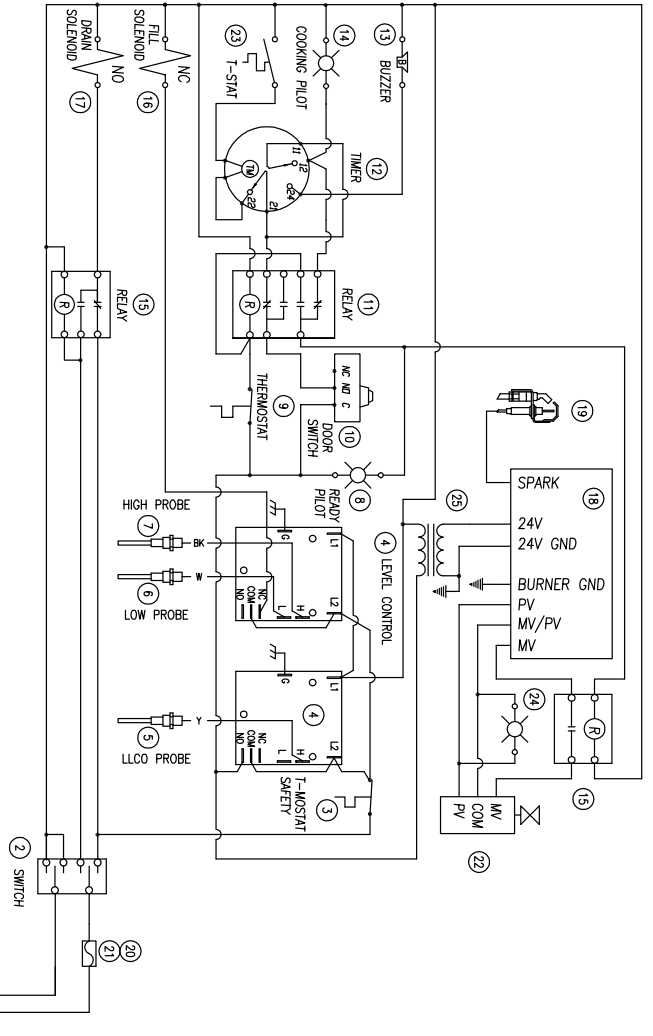 DRAIN
SOLENOID
NO
17
FILL
SOLENOID
NC
16
23
T-STAT
COOKING PILOT
14
BUZZER
13
B
TIMER
12
11
12
24
TM
21
22
RELAY
15
R
RELAY
11
R
THERMOSTAT
9
DOOR
SWITCH
10
NC
NO
C
READY
PILOT
8
19
25
18
SPARK
24V
24V GND
BURNER GND
PV
MV/PV
MV
4 LEVEL CONTROL
HIGH PROBE
7
BK
6
W
LOW PROBE
G
L1
L2
NO
COM
NC
L
H
4
G
L1
L2
NO
COM
NC
L
H
Y
5
LLCO PROBE
T-MOSTAT
SAFETY
3
24
R
15
MV
COM
PV
22
2
SWITCH
20
21